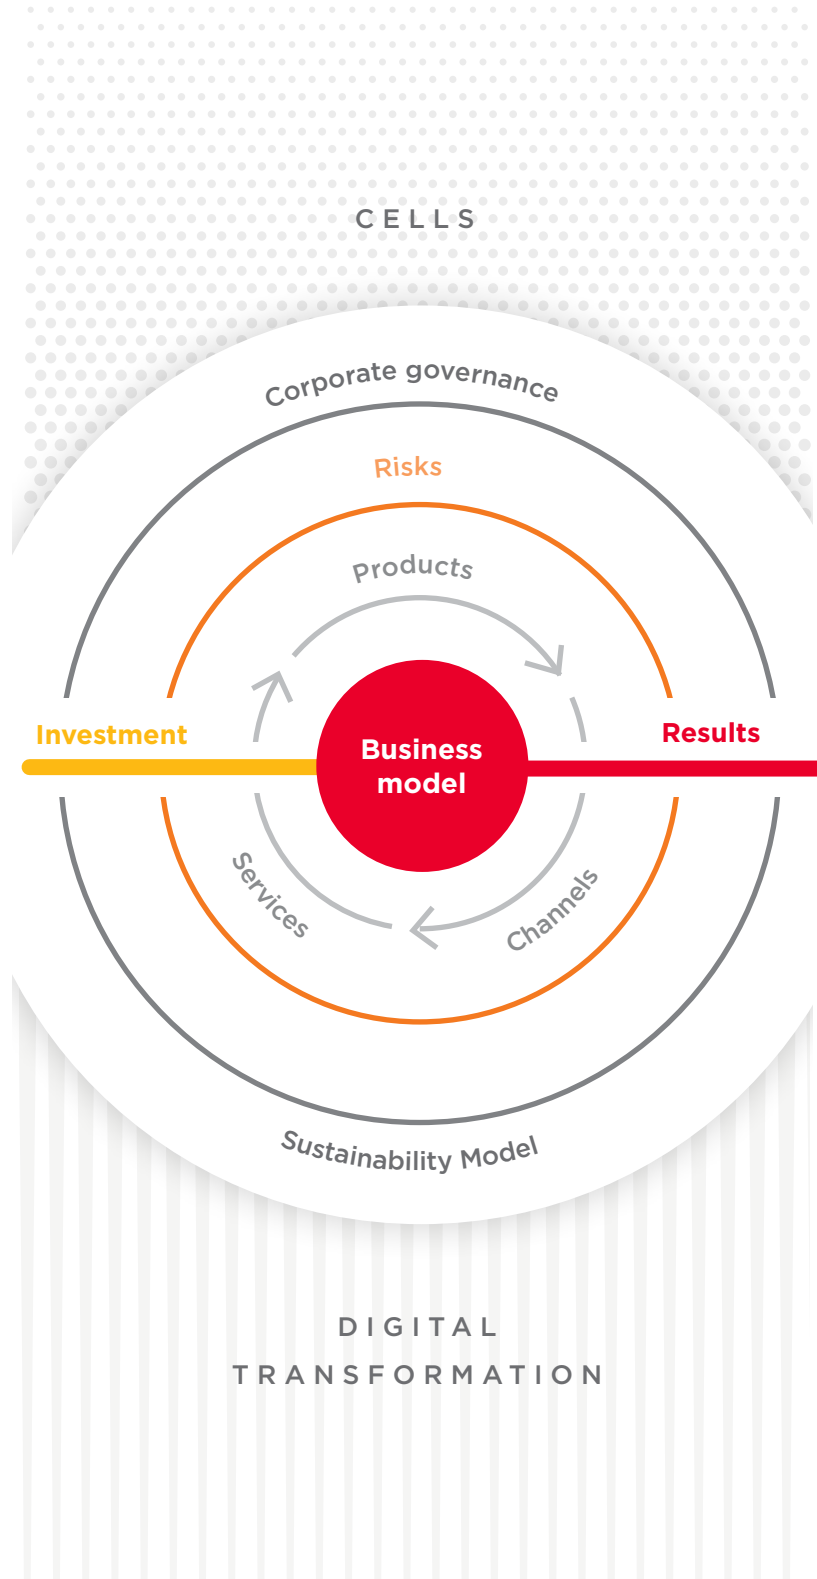 CELLS
Corporate governance
Risks
Products
Investment
Results
Business
model
Services
Channels
Sustainability Model
DIGITAL
TRANSFORMATION